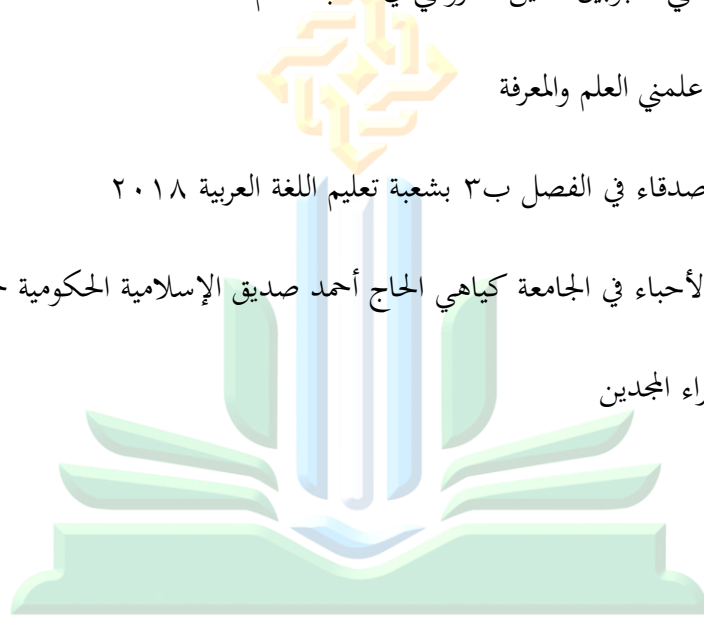 علمني العلم والمعرفة
صدقاء في الفصل ب٣ بشعبة تعليم اللغة العربية ٢٠١٨
لأحباء في الجامعة كياهي الحاج أحمد صديق الإسلامية الحكومية
راء المجدين